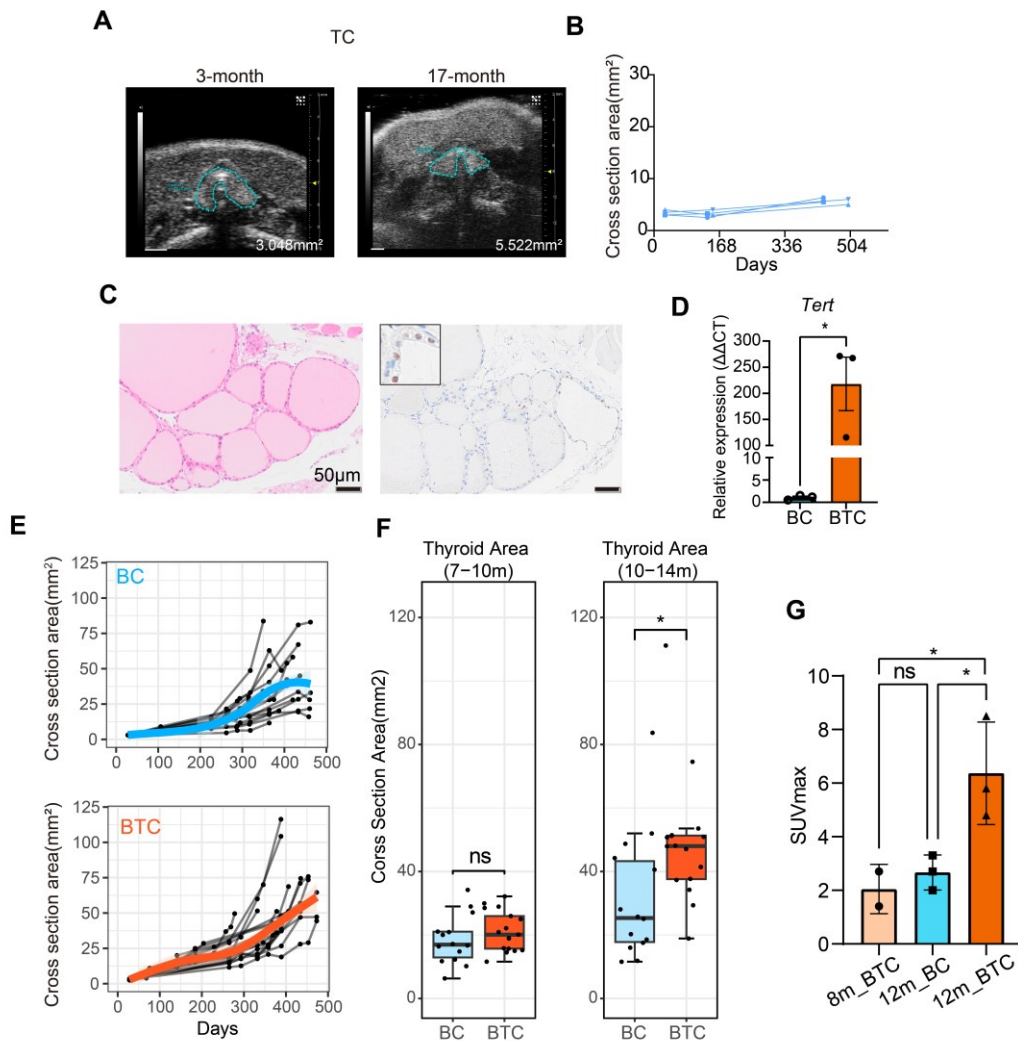 A
TC
3-month
17-month
3.048mm²
5.522mm²
B
Cross section area(mm²)
30
20
10
0
0
168
336
504
Days
C
50μm
D
Tert
*
Relative expression (ΔΔCT)
300
250
200
150
100
10
5
0
BC
BTC
E
Cross section area(mm²)
125
100
75
50
25
0
BC
0
100
200
300
400
500
Cross section area(mm²)
125
100
75
50
25
0
BTC
0
100
200
300
400
500
Days
F
Thyroid Area
(7−10m)
Thyroid Area
(10−14m)
Corss Section Area(mm2)
120
80
40
0
ns
BC
BTC
120
80
40
0
*
BC
BTC
G
SUVmax
10
8
6
4
2
0
*
ns
*
8m_BTC
12m_BC
12m_BTC